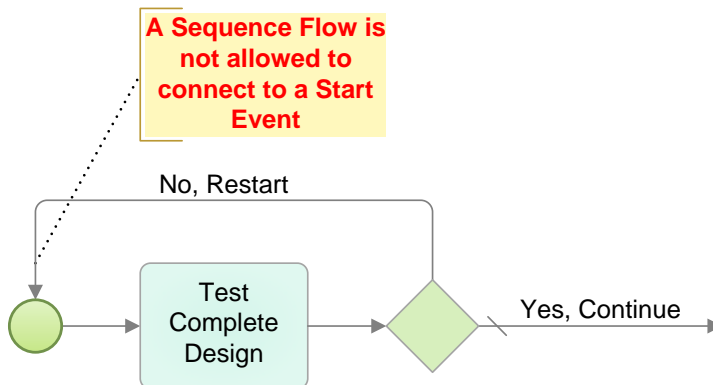 A Sequence Flow is
not allowed to
connect to a Start
Event
No, Restart
Test
Complete
Design
Yes, Continue